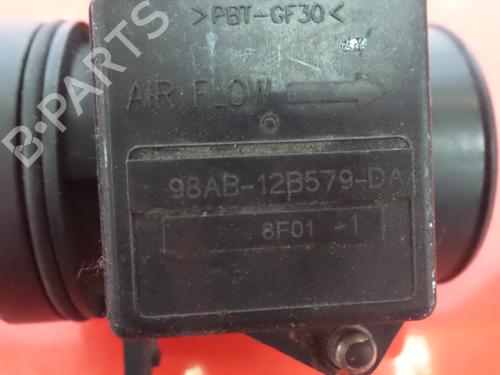 >PBT-GF30<
AIR FLOW
98AB-12B579-DA
8F01 -1
B-PARTS